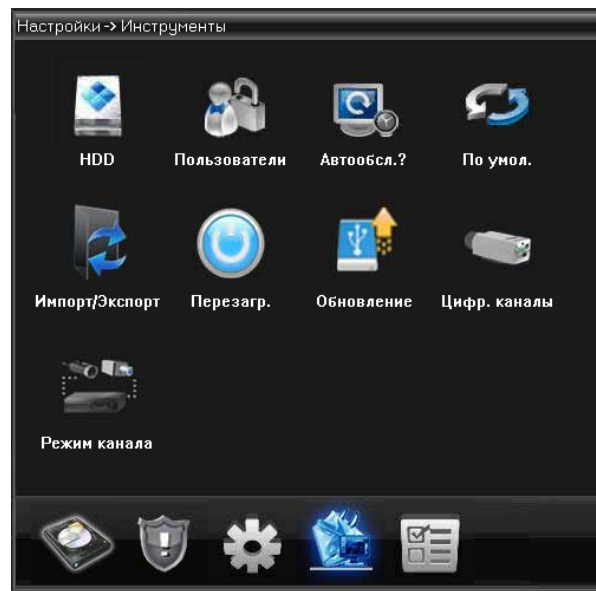 Настройки -> Инструменты
HDD Пользователи Автообсл.? По умол.
Импорт/Экспорт Перезагр. Обновление Цифр. каналы
Режим канала